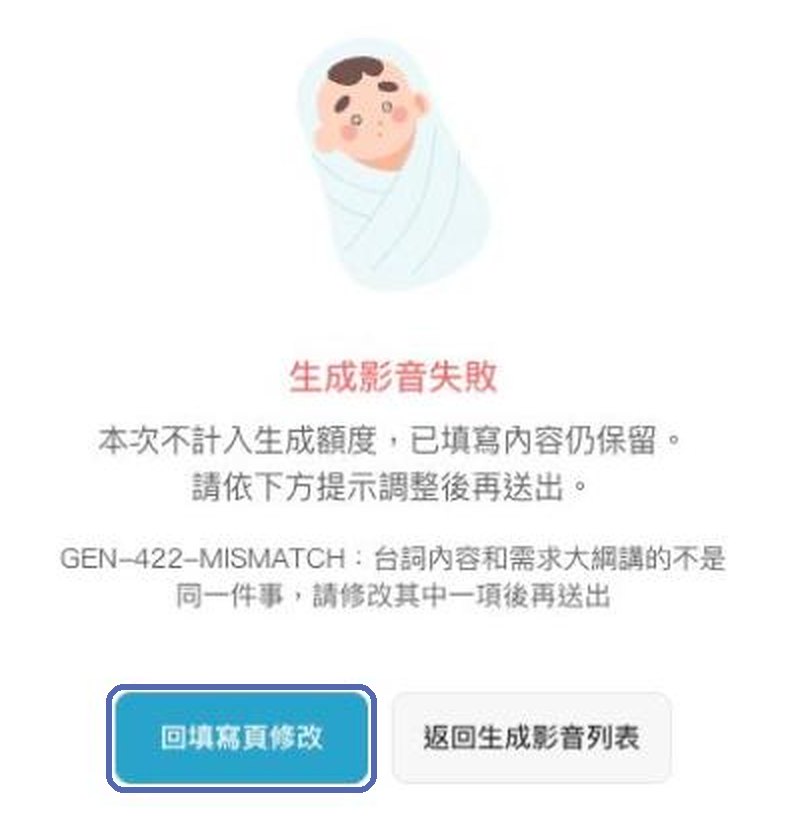 生成影音失敗
本次不計入生成額度，已填寫內容仍保留。
請依下方提示調整後再送出。
GEN-422-MISMATCH：台詞內容和需求大綱講的不是
同一件事，請修改其中一項後再送出
回填寫頁修改
返回生成影音列表